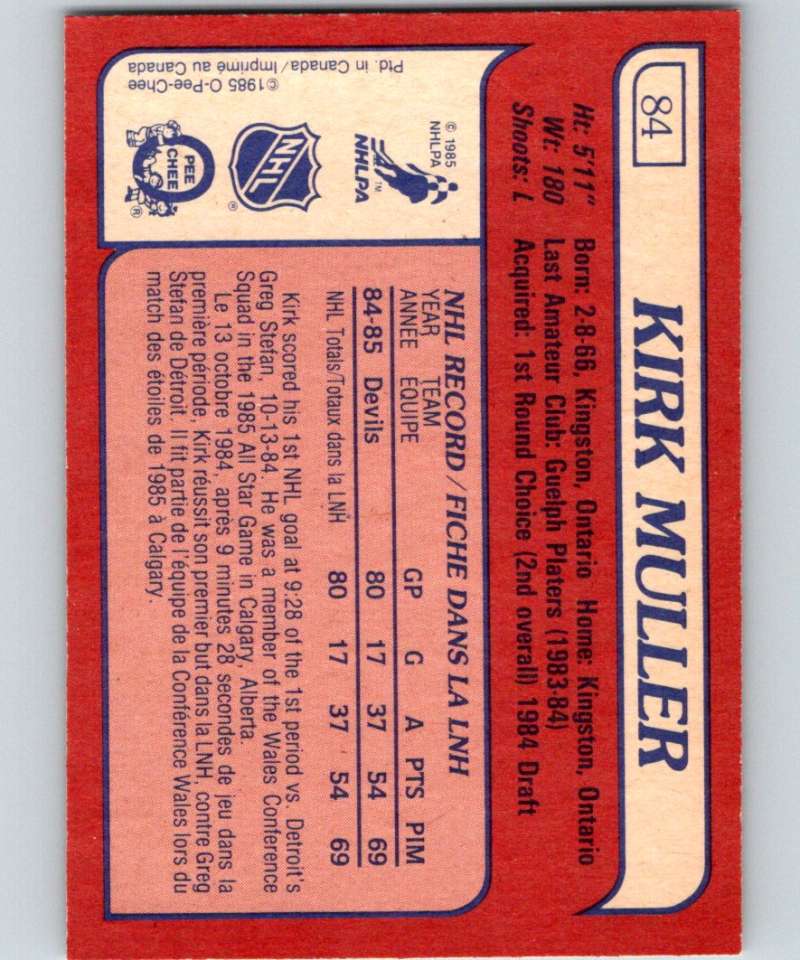 84
KIRK MULLER
Ht: 5'11" Born: 2-8-66, Kingston, Ontario Home: Kingston, Ontario
Wt: 180 Last Amateur Club: Guelph Platers (1983-84)
Shoots: L Acquired: 1st Round Choice (2nd overall) 1984 Draft
© 1985
NHLPA
NHLPA™
NHL
®
PEE
CHEE
®
©1985 O-Pee-Chee
Ptd. in Canada/Imprimé au Canada
NHL RECORD/FICHE DANS LA LNH
YEAR TEAM
ANNÉE ÉQUIPE GP G A PTS PIM
84-85 Devils 80 17 37 54 69
NHL Totals/Totaux dans la LNH 80 17 37 54 69
Kirk scored his 1st NHL goal at 9:28 of the 1st period vs. Detroit's
Greg Stefan, 10-13-84. He was a member of the Wales Conference
Squad in the 1985 All Star Game in Calgary, Alberta.
Le 13 octobre 1984, après 9 minutes 28 secondes de jeu dans la
première période, Kirk réussit son premier but dans la LNH, contre Greg
Stefan de Détroit. Il fit partie de l'équipe de la Conférence Wales lors du
match des étoiles de 1985 à Calgary.